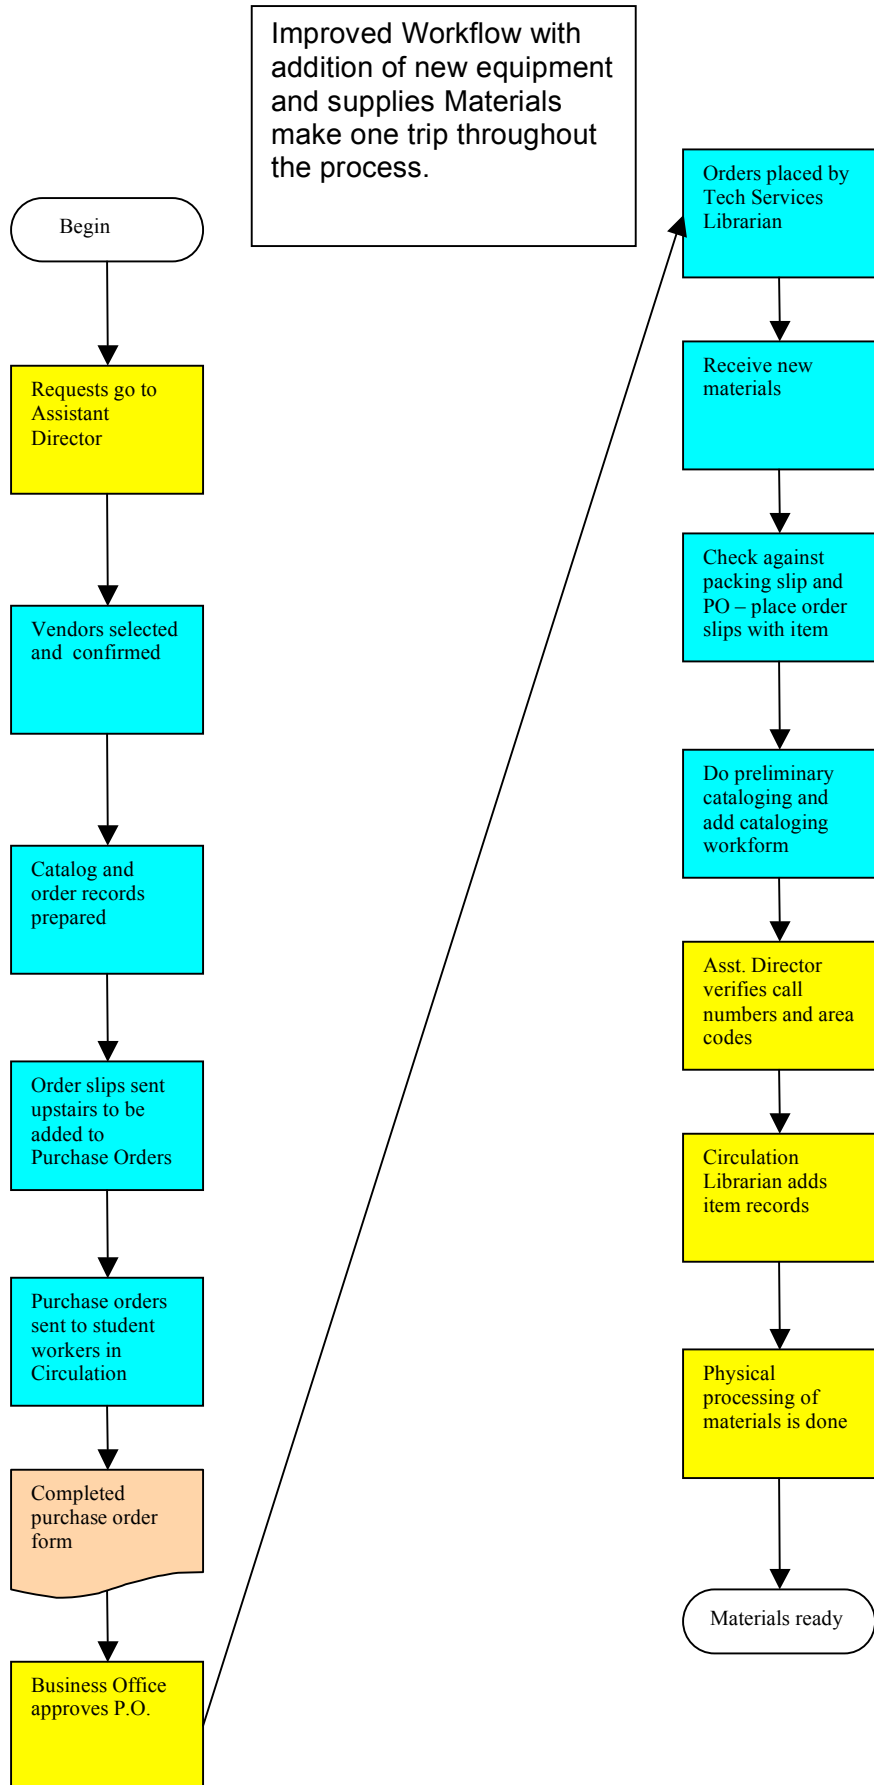 Improved Workflow with
addition of new equipment
and supplies Materials
make one trip throughout
the process.
Begin
Requests go to
Assistant
Director
Vendors selected
and confirmed
Catalog and
order records
prepared
Order slips sent
upstairs to be
added to
Purchase Orders
Purchase orders
sent to student
workers in
Circulation
Completed
purchase order
form
Business Office
approves P.O.
Orders placed by
Tech Services
Librarian
Receive new
materials
Check against
packing slip and
PO – place order
slips with item
Do preliminary
cataloging and
add cataloging
workform
Asst. Director
verifies call
numbers and area
codes
Circulation
Librarian adds
item records
Physical
processing of
materials is done
Materials ready